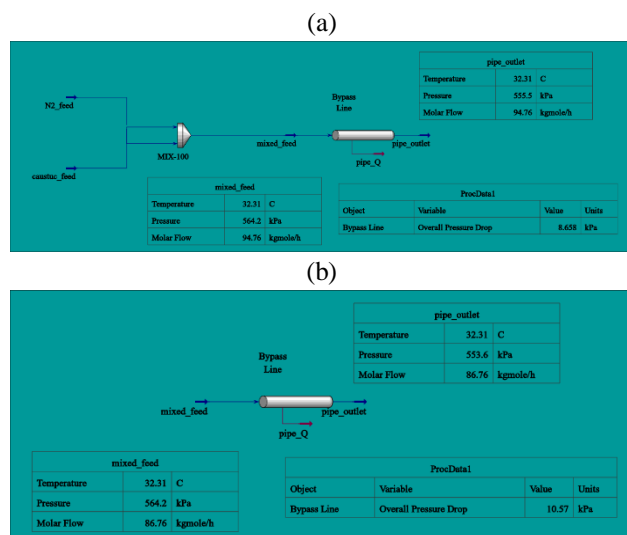 (a)
pipe_outlet
Temperature 32.31 C
Pressure 555.5 kPa
Molar Flow 94.76 kgmole/h
N2_feed
Bypass
Line
mixed_feed
pipe_outlet
MIX-100
pipe_Q
caustuc_feed
mixed_feed
Temperature 32.31 C
Pressure 564.2 kPa
Molar Flow 94.76 kgmole/h
ProcData1
Object Variable Value Units
Bypass Line Overall Pressure Drop 8.658 kPa
(b)
pipe_outlet
Temperature 32.31 C
Pressure 553.6 kPa
Molar Flow 86.76 kgmole/h
Bypass
Line
mixed_feed
pipe_outlet
pipe_Q
mixed_feed
Temperature 32.31 C
Pressure 564.2 kPa
Molar Flow 86.76 kgmole/h
ProcData1
Object Variable Value Units
Bypass Line Overall Pressure Drop 10.57 kPa